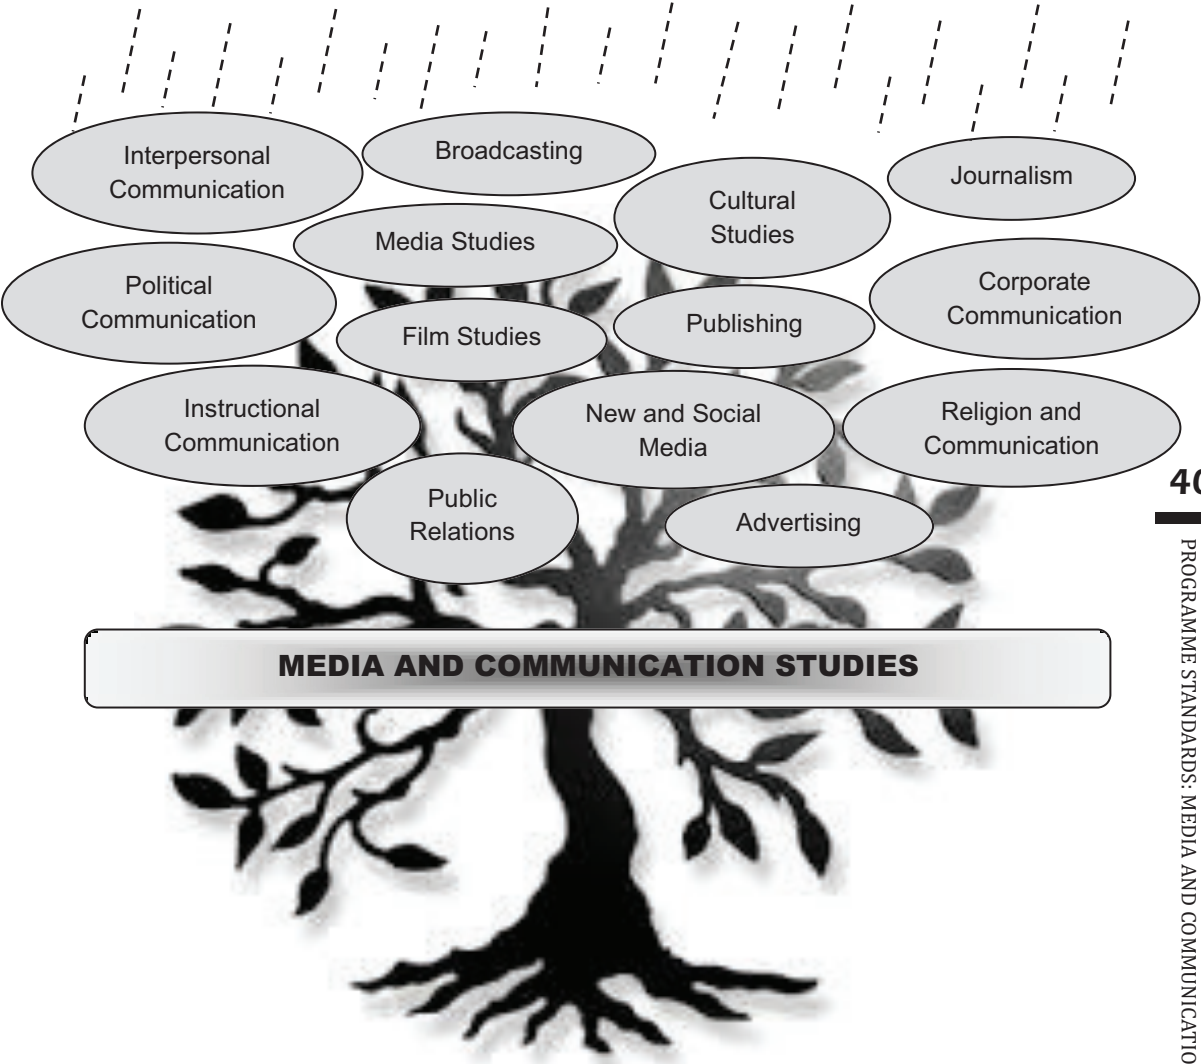 Interpersonal
Communication
Broadcasting
Cultural
Studies
Journalism
Media Studies
Political
Communication
Film Studies
Publishing
Corporate
Communication
Instructional
Communication
New and Social
Media
Religion and
Communication
Public
Relations
Advertising
MEDIA AND COMMUNICATION STUDIES
40
PROGRAMME STANDARDS: MEDIA AND COMMUNICATIO